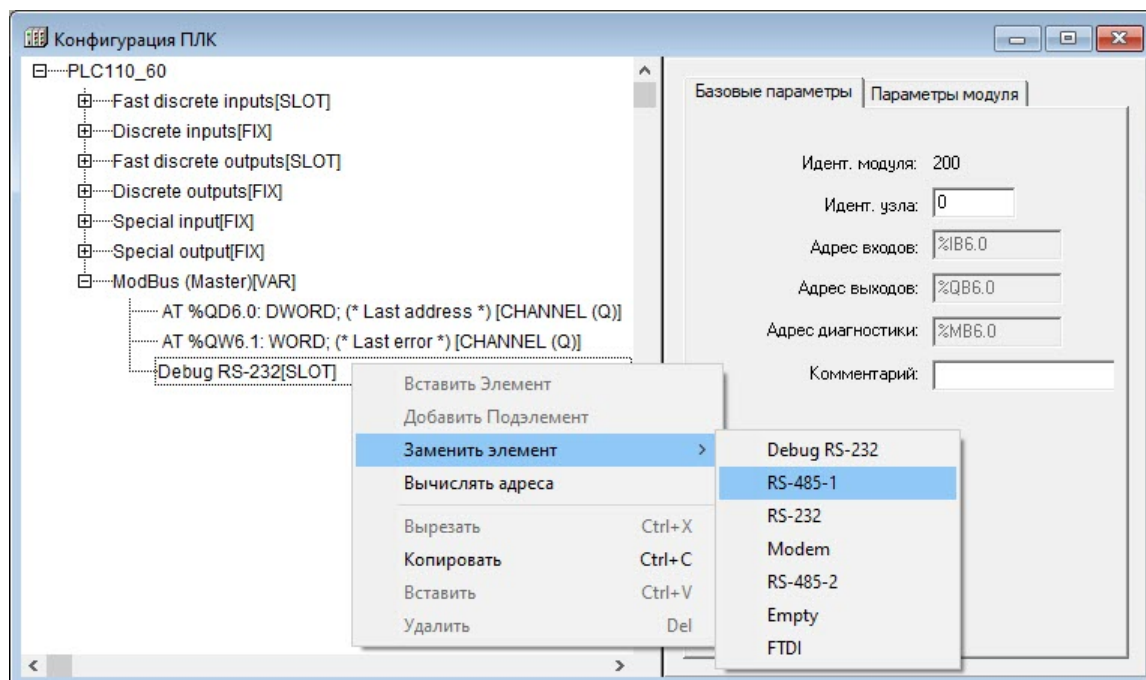 Конфигурация ПЛК
PLC110_60
Fast discrete inputs[SLOT]
Discrete inputs[FIX]
Fast discrete outputs[SLOT]
Discrete outputs[FIX]
Special input[FIX]
Special output[FIX]
ModBus (Master)[VAR]
AT %QD6.0: DWORD; (* Last address *) [CHANNEL (Q)]
AT %QW6.1: WORD; (* Last error *) [CHANNEL (Q)]
Debug RS-232[SLOT]
Вставить Элемент
Добавить Подэлемент
Заменить элемент
Вычислять адреса
Вырезать Ctrl+X
Копировать Ctrl+C
Вставить Ctrl+V
Удалить Del
Debug RS-232
RS-485-1
RS-232
Modem
RS-485-2
Empty
FTDI
Базовые параметры Параметры модуля
Идент. модуля: 200
Идент. узла: 0
Адрес входов: %IB6.0
Адрес выходов: %QB6.0
Адрес диагностики: %MB6.0
Комментарий: